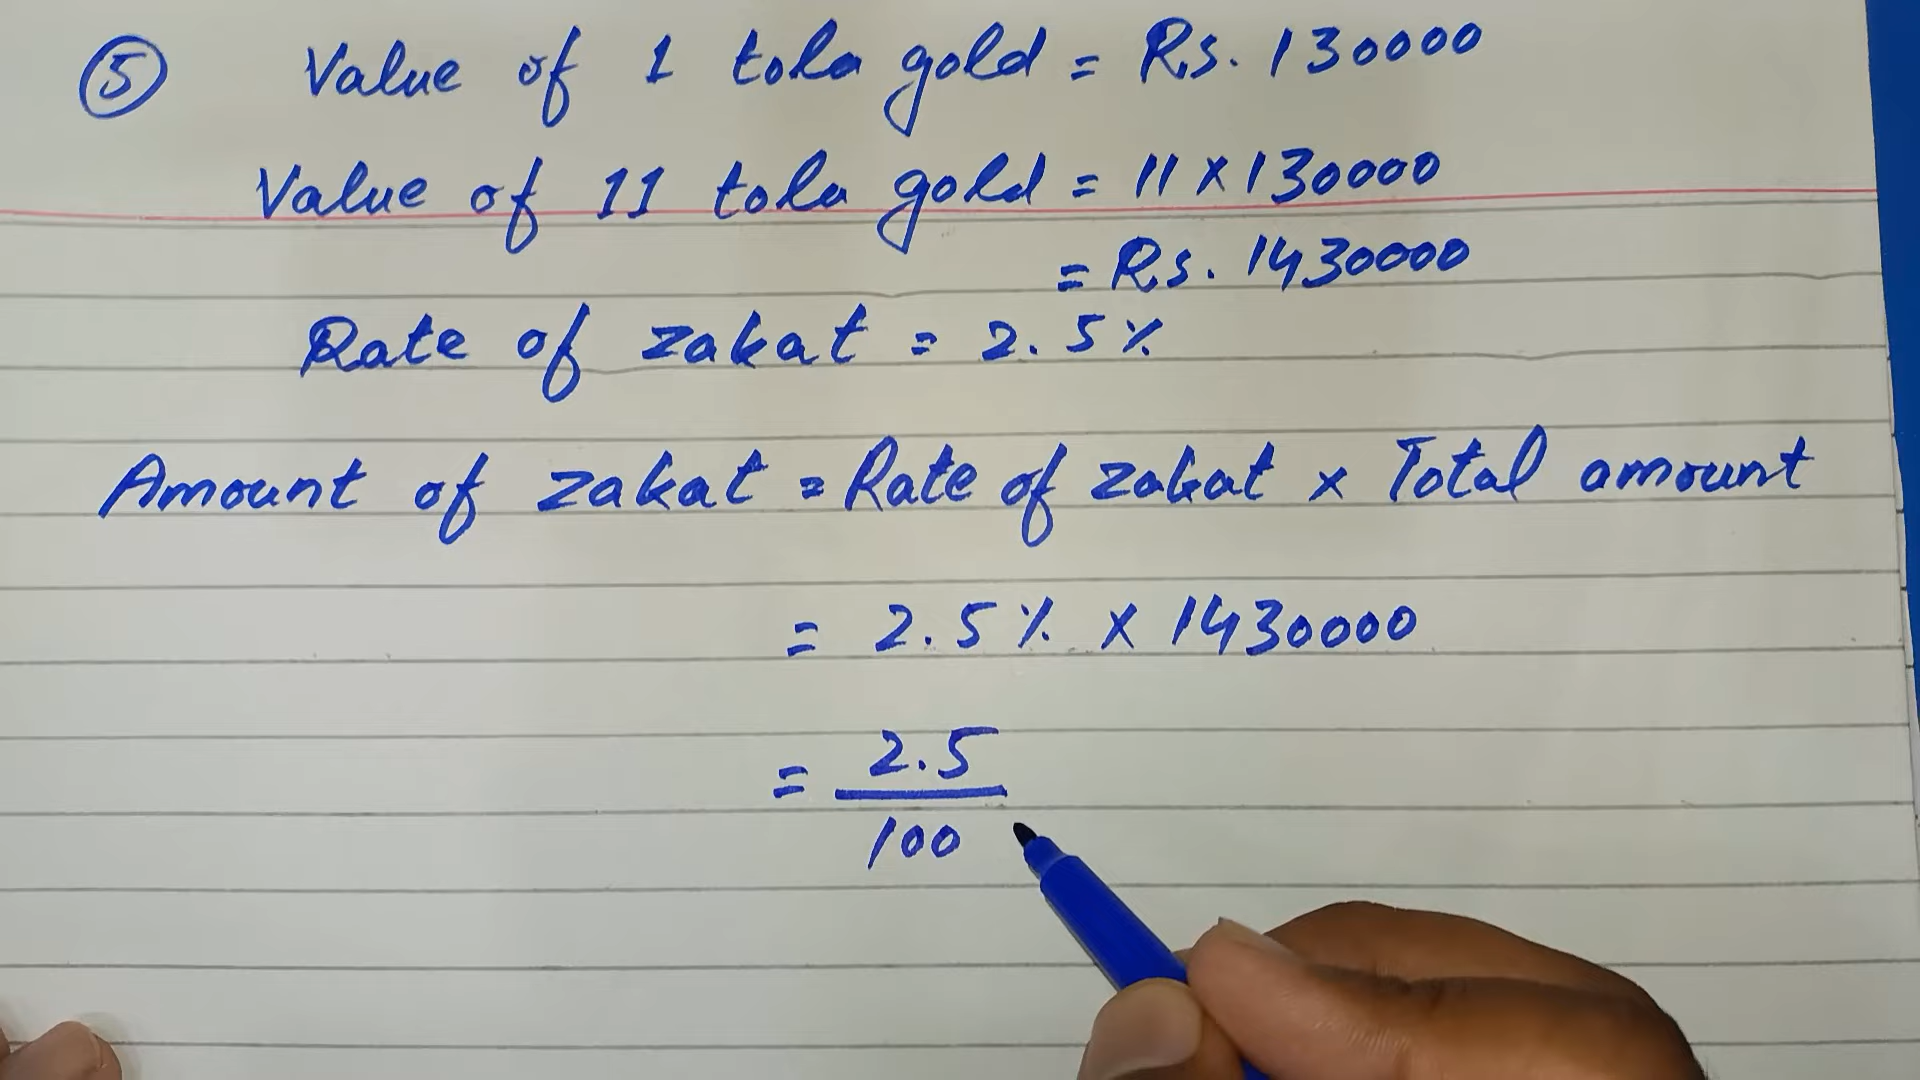 5 Value of 1 tola gold = Rs. 130000
Value of 11 tola gold = 11 × 130000
= Rs. 1430000
Rate of zakat = 2.5%
Amount of zakat = Rate of zakat × Total amount
= 2.5% × 1430000
= 2.5
100